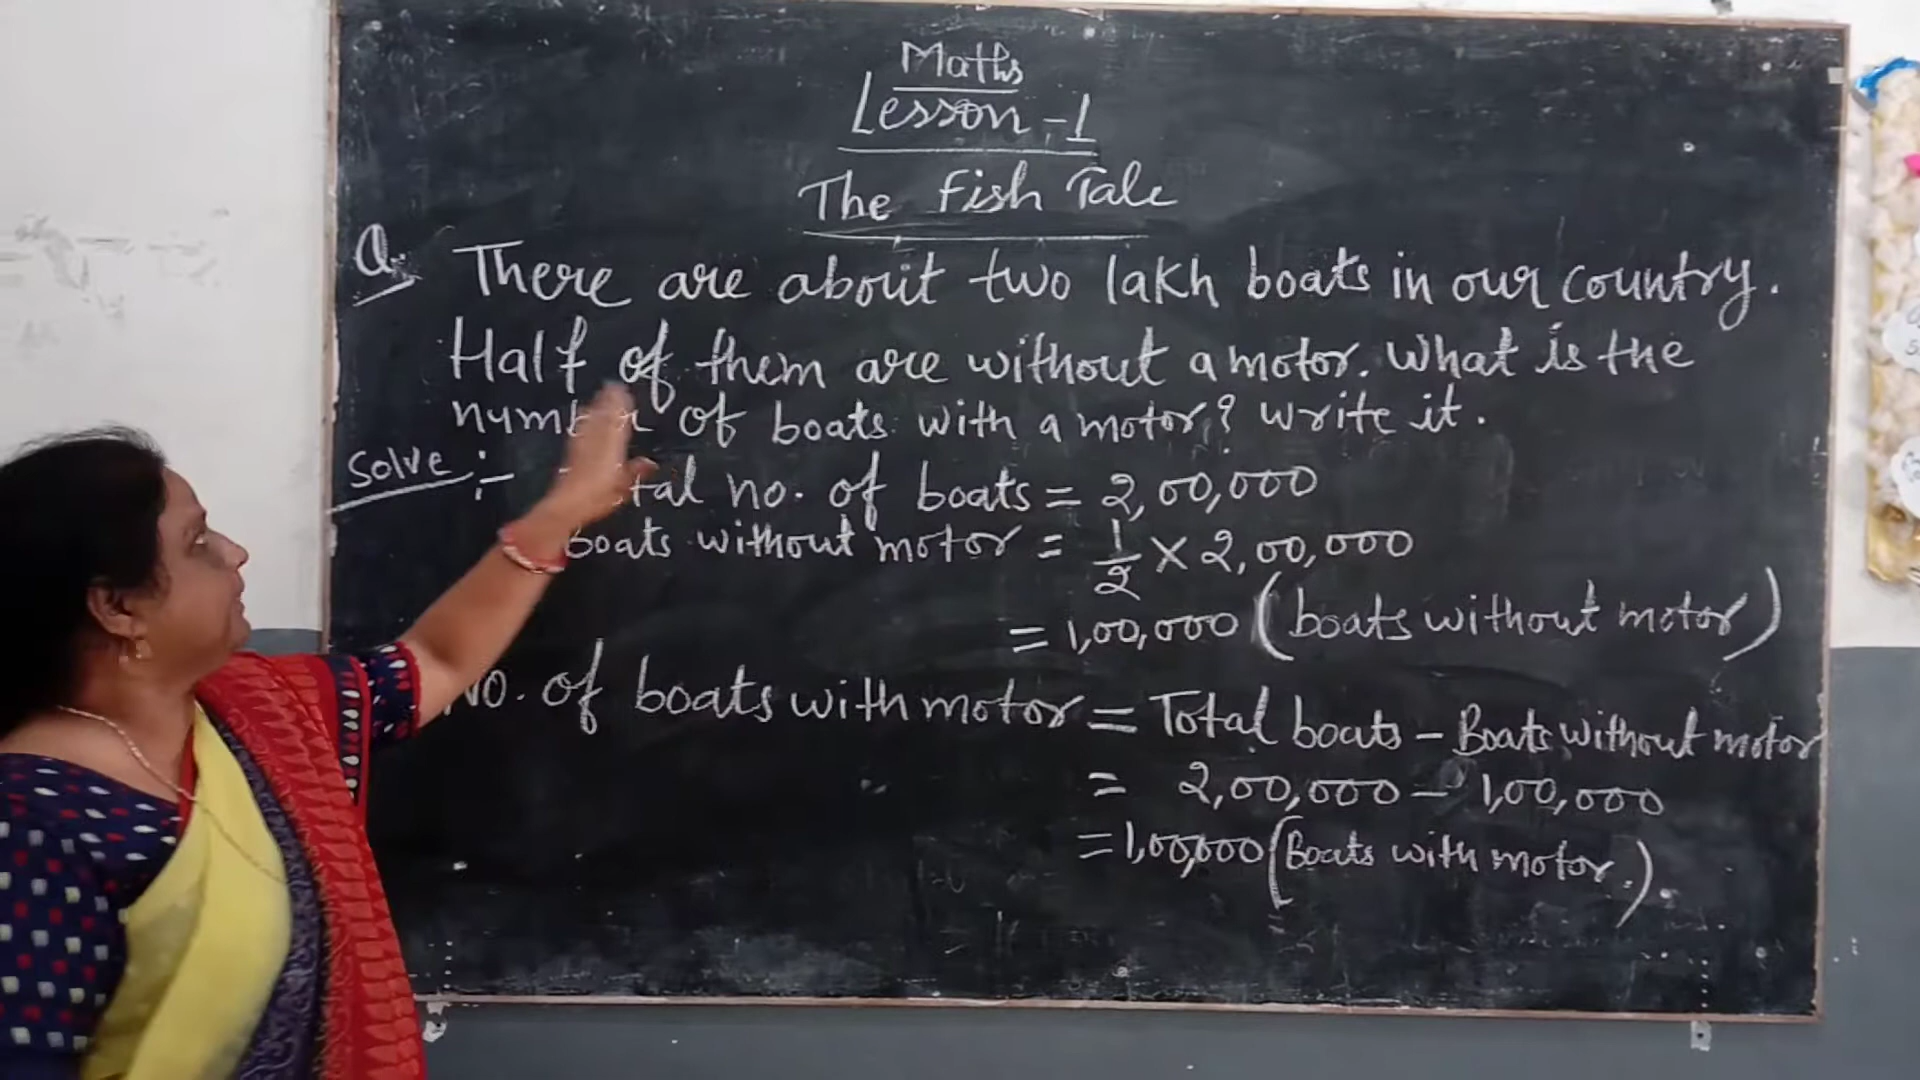 Maths
Lesson -1
The Fish Tale
Q. There are about two lakh boats in our country.
Half of them are without a motor. What is the
number of boats with a motor? Write it.
Solve :- Total no. of boats = 2,00,000
boats without motor = 1/2 × 2,00,000
= 1,00,000 (boats without motor)
No. of boats with motor = Total boats - Boats without motor
= 2,00,000 - 1,00,000
= 1,00,000 (Boats with motor.)